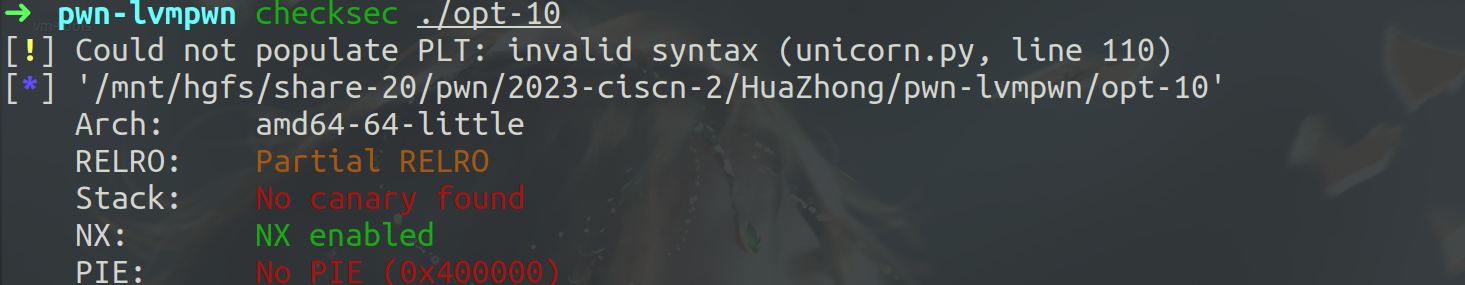 ➜ pwn-lvmpwn checksec ./opt-10
[!] Could not populate PLT: invalid syntax (unicorn.py, line 110)
[*] '/mnt/hgfs/share-20/pwn/2023-ciscn-2/HuaZhong/pwn-lvmpwn/opt-10'
Arch: amd64-64-little
RELRO: Partial RELRO
Stack: No canary found
NX: NX enabled
PIE: No PIE (0x400000)